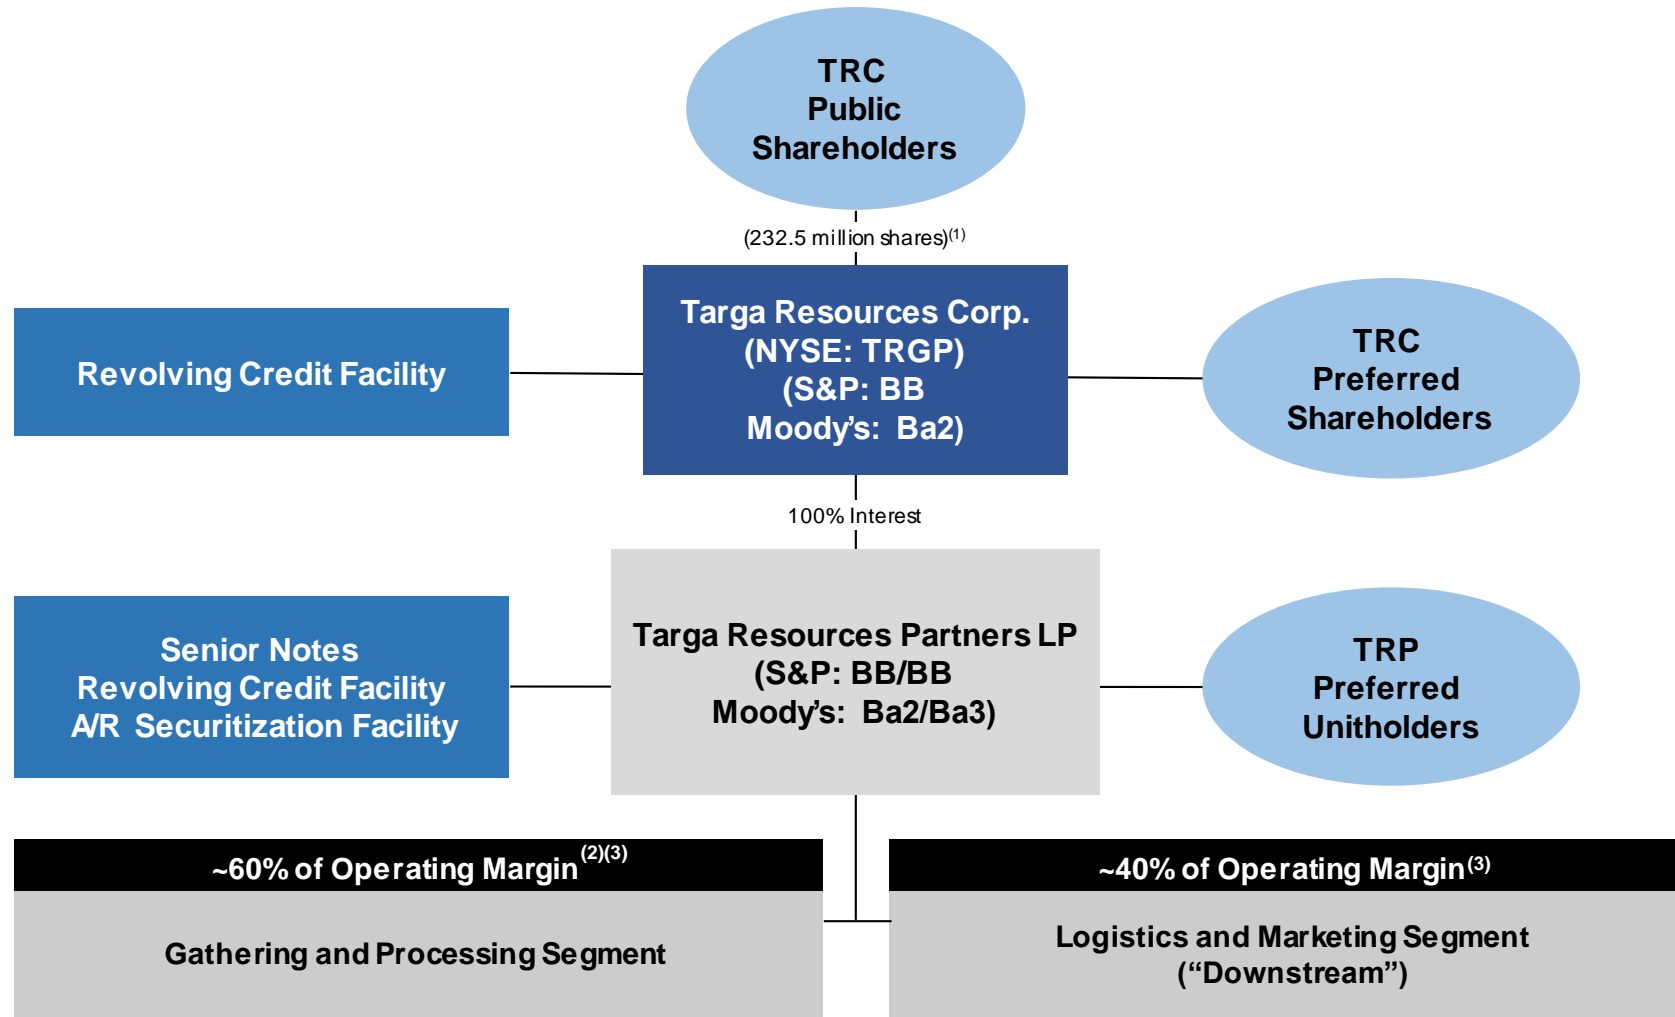 TRC
Public
Shareholders
(232.5 million shares)(1)
Targa Resources Corp.
(NYSE: TRGP)
(S&P: BB
Moody’s: Ba2)
Revolving Credit Facility
TRC
Preferred
Shareholders
100% Interest
Targa Resources Partners LP
(S&P: BB/BB
Moody’s: Ba2/Ba3)
Senior Notes
Revolving Credit Facility
A/R Securitization Facility
TRP
Preferred
Unitholders
~60% of Operating Margin(2)(3)
Gathering and Processing Segment
~40% of Operating Margin(3)
Logistics and Marketing Segment
(“Downstream”)